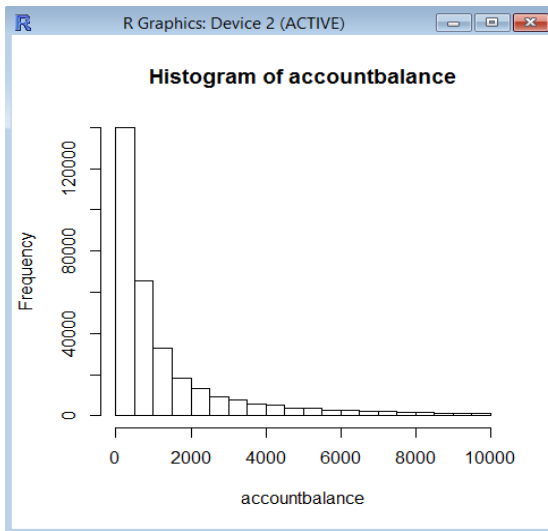 R Graphics: Device 2 (ACTIVE)
Histogram of accountbalance
Frequency
120000
80000
40000
0
0 2000 4000 6000 8000 10000
accountbalance